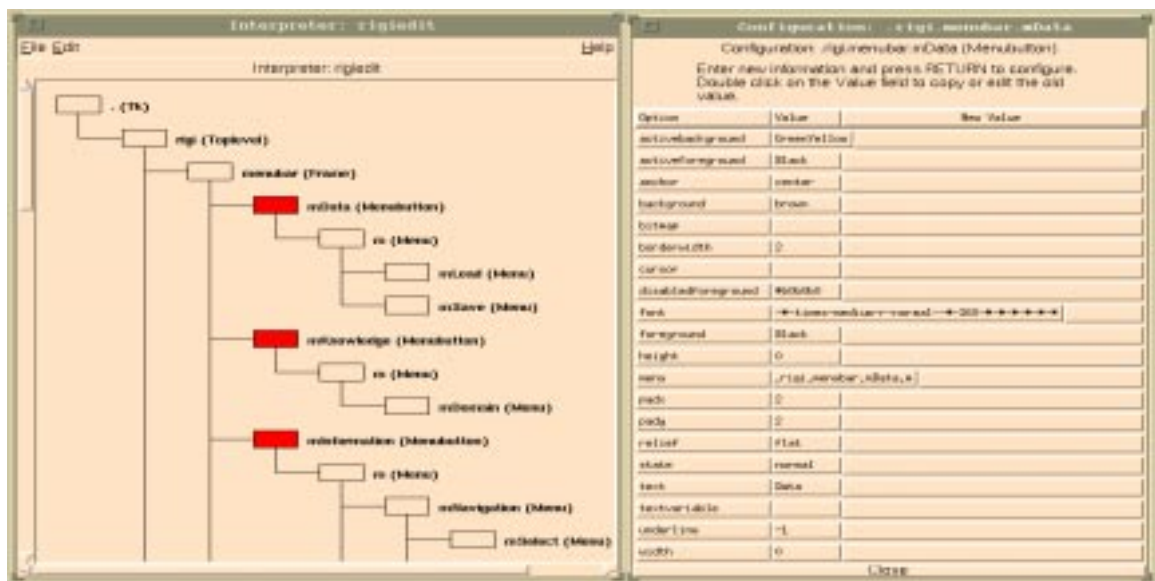 Interpreter: rigiedit
File Edit Help
Interpreter: rigiedit
. (Tk)
rigi (Toplevel)
menubar (Frame)
mData (Menubutton)
m (Menu)
mLoad (Menu)
mSave (Menu)
mKnowledge (Menubutton)
m (Menu)
mDomain (Menu)
mInformation (Menubutton)
m (Menu)
mNavigation (Menu)
mSelect (Menu)
Configuration: .rigi.menubar.mData
Configuration: .rigi.menubar.mData (Menubutton)
Enter new information and press RETURN to configure.
Double click on the Value field to copy or edit the old
value.
Option Value New Value
activebackground GreenYellow
activeforeground Black
anchor center
background brown
bitmap
borderwidth 2
cursor
disabledforeground
font
foreground Black
height 0
menu .rigi.menubar.mData.m
padx 2
pady 2
relief flat
state normal
text Data
textvariable
underline -1
width 0
Close